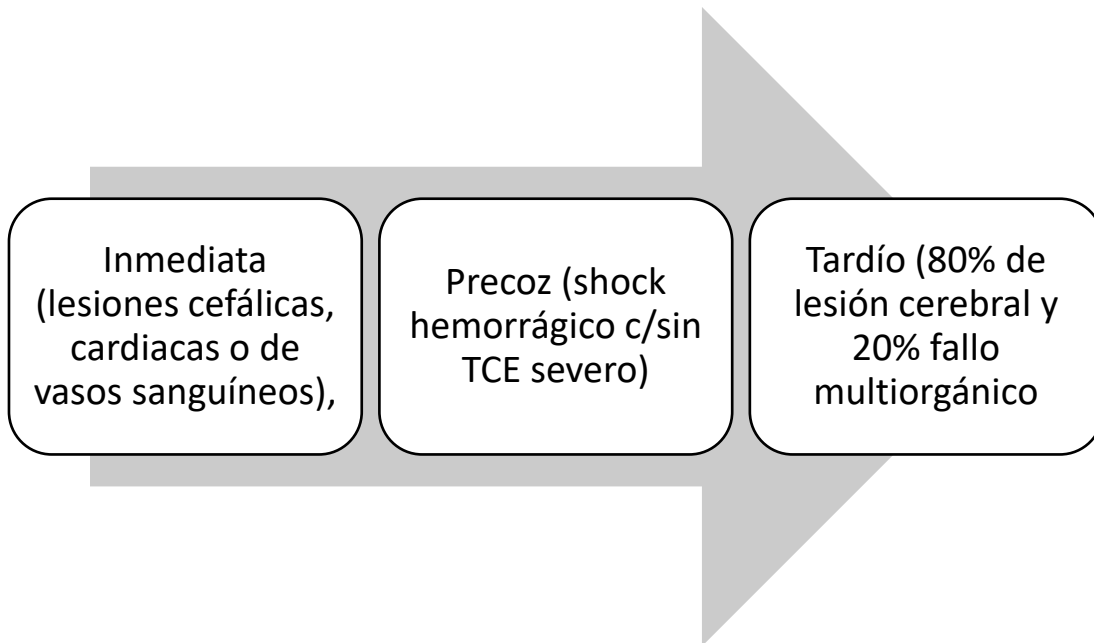 Inmediata
(lesiones cefálicas,
cardiacas o de
vasos sanguíneos),
Precoz (shock
hemorrágico c/sin
TCE severo)
Tardío (80% de
lesión cerebral y
20% fallo
multiorgánico